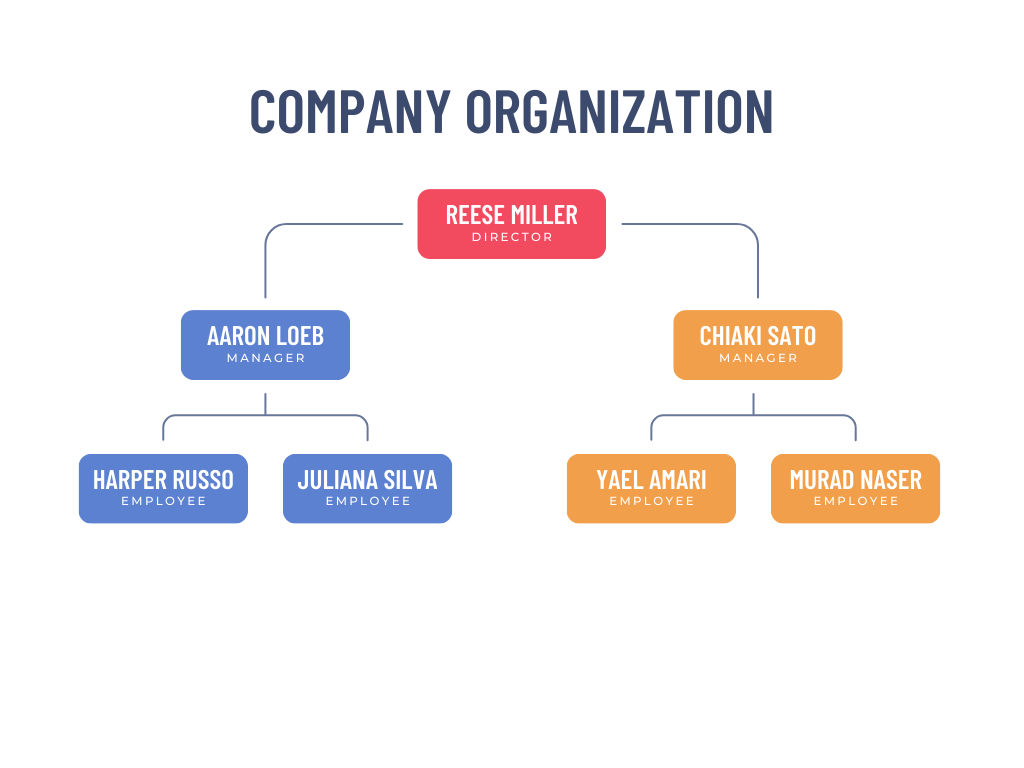 COMPANY ORGANIZATION
REESE MILLER
DIRECTOR
AARON LOEB
MANAGER
CHIAKI SATO
MANAGER
HARPER RUSSO
EMPLOYEE
JULIANA SILVA
EMPLOYEE
YAEL AMARI
EMPLOYEE
MURAD NASER
EMPLOYEE